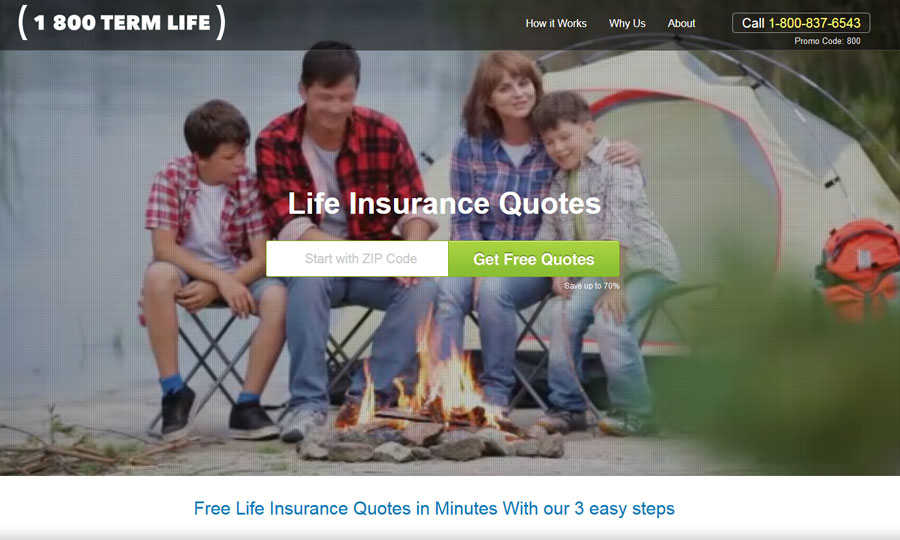 ( 1 800 TERM LIFE )
How it Works Why Us About Call 1-800-837-6543
Promo Code: 800
Life Insurance Quotes
Start with ZIP Code Get Free Quotes
Save up to 70%
Free Life Insurance Quotes in Minutes With our 3 easy steps